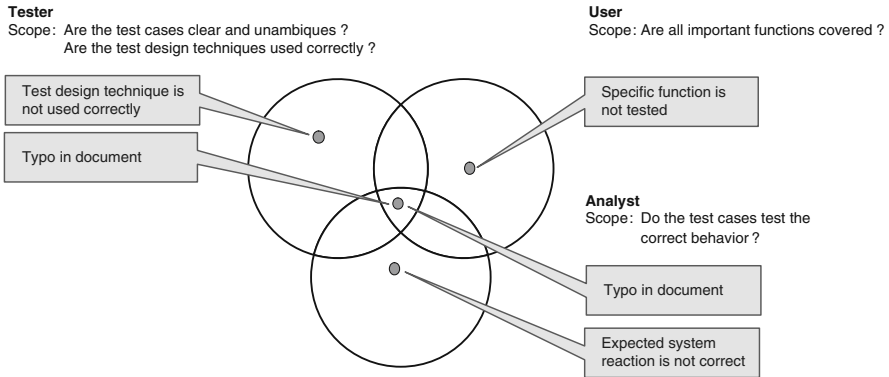 Tester
Scope: Are the test cases clear and unambiques ?
Are the test design techniques used correctly ?
User
Scope: Are all important functions covered ?
Test design technique is
not used correctly
Specific function is
not tested
Typo in document
Analyst
Scope: Do the test cases test the
correct behavior ?
Typo in document
Expected system
reaction is not correct